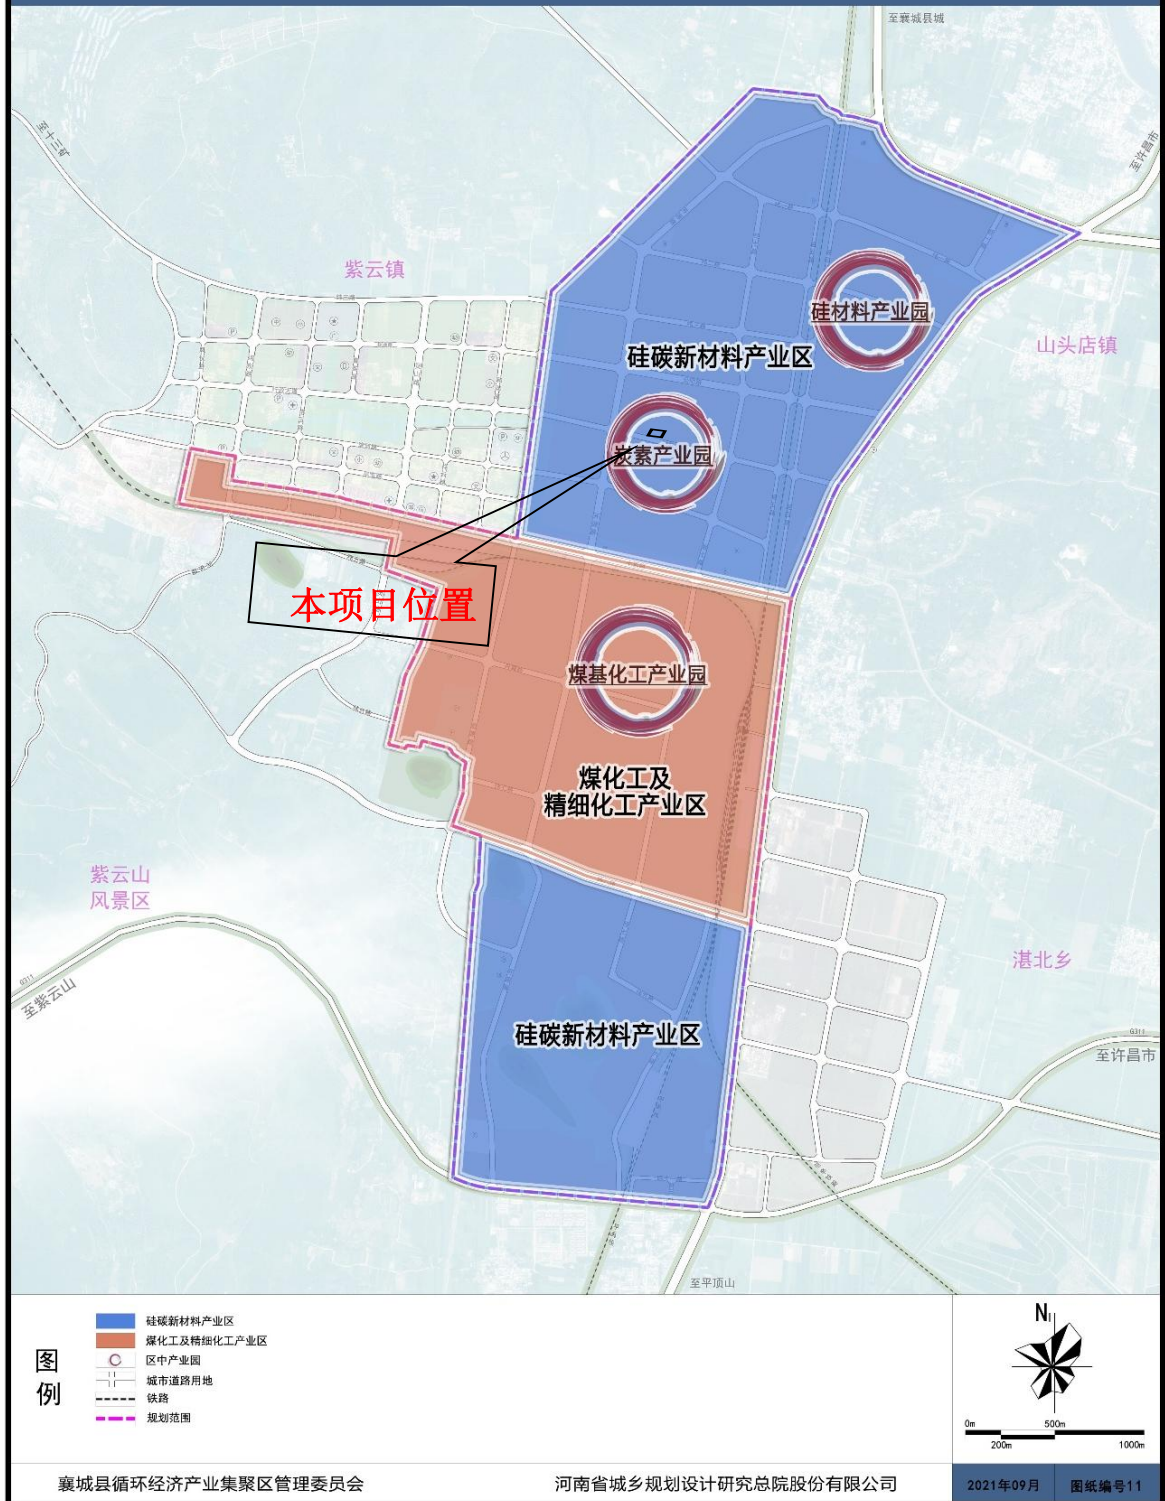 至襄城县城
至十三矿
至许昌市
紫云镇
硅材料产业园
山头店镇
硅碳新材料产业区
炭素产业园
本项目位置
煤基化工产业园
煤化工及
精细化工产业区
紫云山
风景区
湛北乡
G311
至紫云山
硅碳新材料产业区
G311
至许昌市
至平顶山
图例
硅碳新材料产业区
煤化工及精细化工产业区
区中产业园
城市道路用地
铁路
规划范围
N
0m 500m
200m 1000m
襄城县循环经济产业集聚区管理委员会
河南省城乡规划设计研究总院股份有限公司
2021年09月
图纸编号11